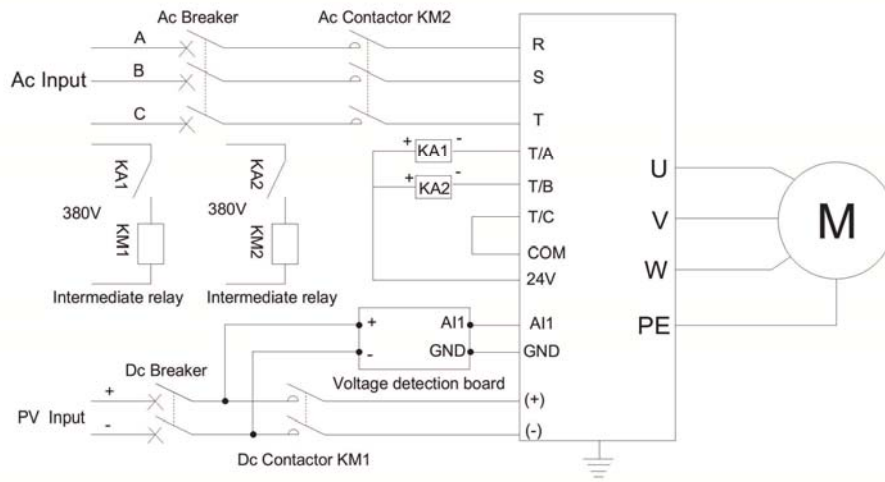 Ac Breaker
Ac Contactor KM2
Ac Input
A
B
C
R
S
T
KA1
380V
KM1
Intermediate relay
KA2
380V
KM2
Intermediate relay
+ KA1 -
+ KA2 -
T/A
T/B
T/C
COM
24V
U
V
W
PE
M
+ AI1
- GND
Voltage detection board
AI1
GND
Dc Breaker
PV Input
+
-
Dc Contactor KM1
(+)
(-)